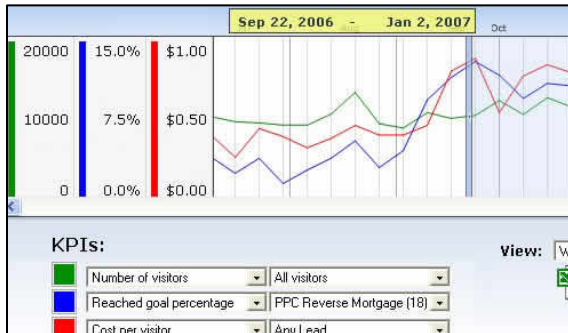 Sep 22, 2006 - Jan 2, 2007
Oct
20000 15.0% $1.00
10000 7.5% $0.50
0 0.0% $0.00
KPIs:
View: W
Number of visitors All visitors
Reached goal percentage PPC Reverse Mortgage (18)
Cost per visitor Any Lead